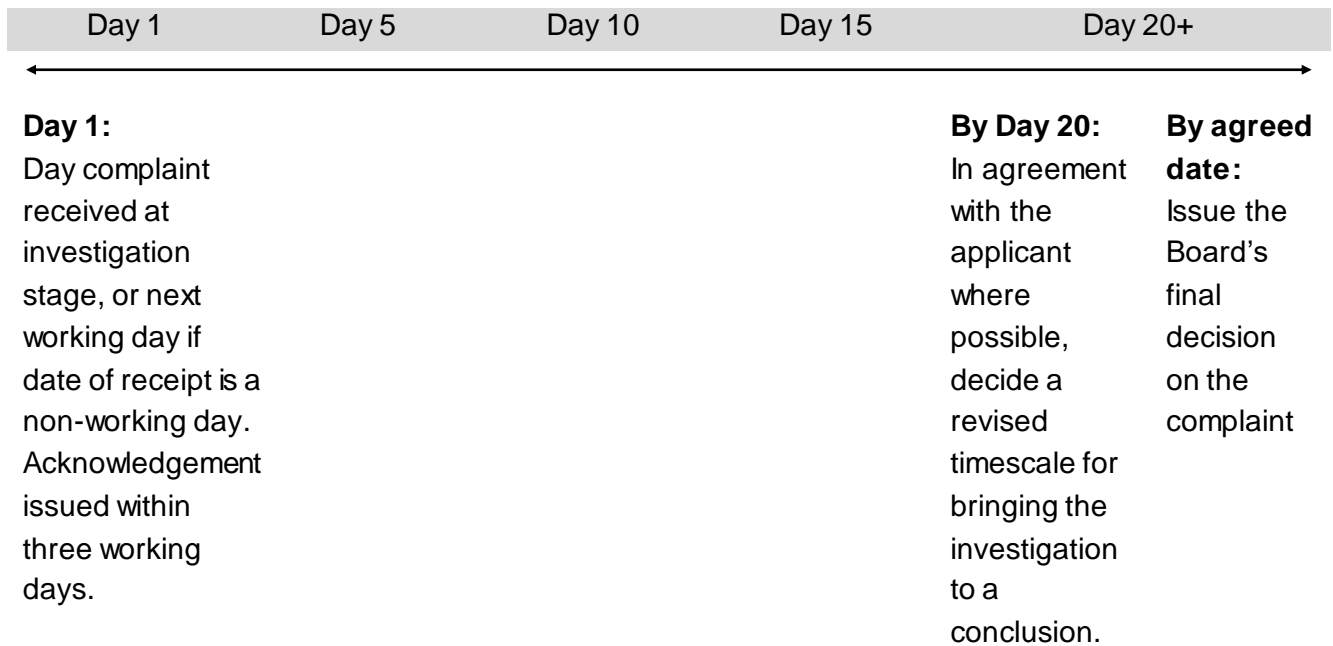 Day 1 Day 5 Day 10 Day 15 Day 20+
Day 1:
Day complaint
received at
investigation
stage, or next
working day if
date of receipt is a
non-working day.
Acknowledgement
issued within
three working
days.
By Day 20:
In agreement
with the
applicant
where
possible,
decide a
revised
timescale for
bringing the
investigation
to a
conclusion.
By agreed
date:
Issue the
Board’s
final
decision
on the
complaint